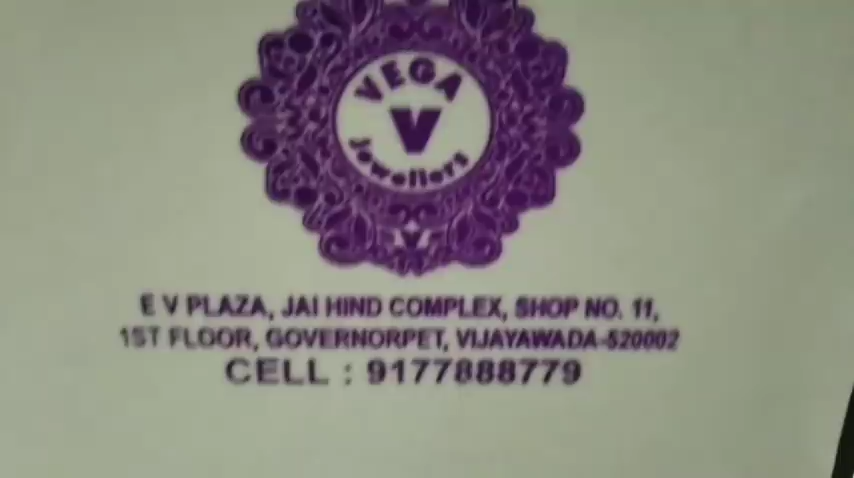 VEGA
V
Jewellers
E V PLAZA, JAI HIND COMPLEX, SHOP NO. 11,
1ST FLOOR, GOVERNORPET, VIJAYAWADA-520002
CELL : 9177888779